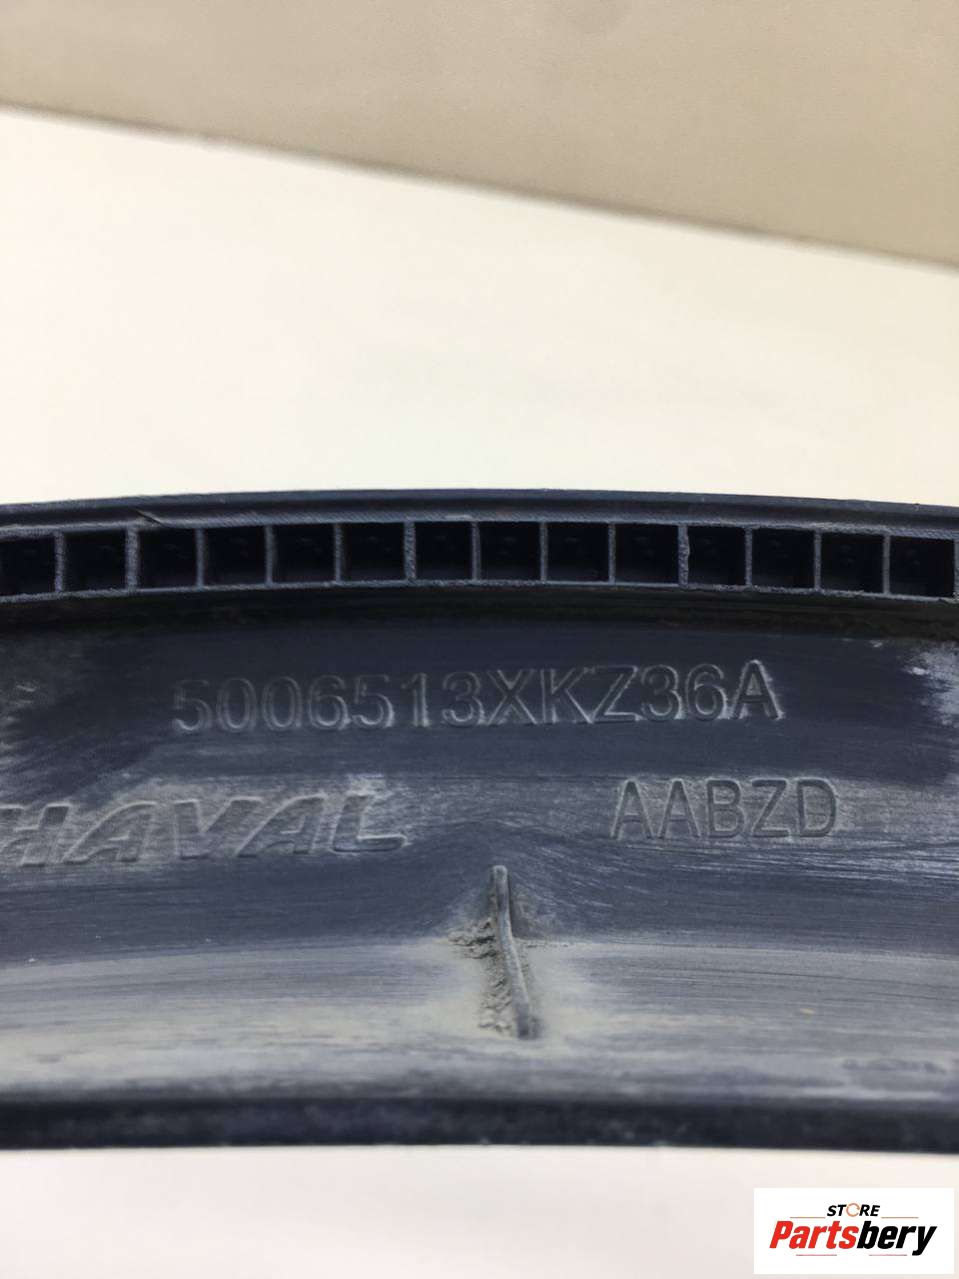 5006513XKZ36A
HAVAL
AABZD
STORE
Partsbery